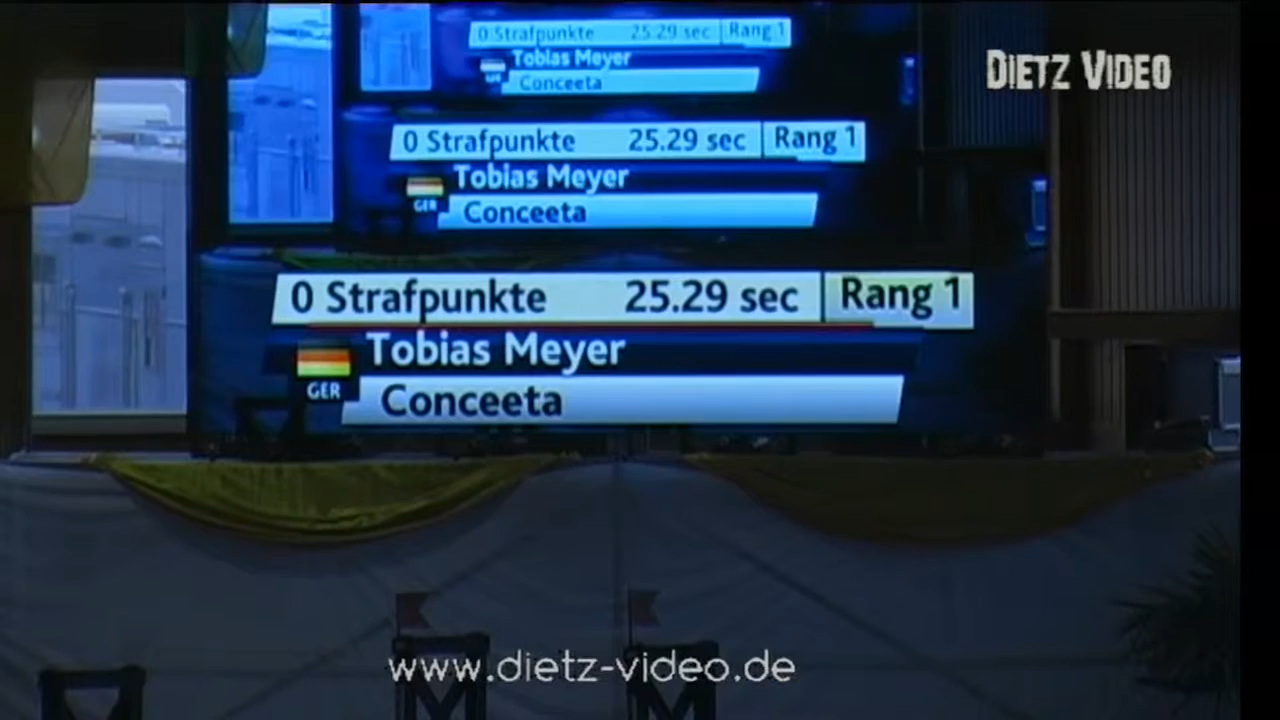 0 Strafpunkte 25.29 sec Rang 1
Tobias Meyer
GER
Conceeta
DIETZ VIDEO
0 Strafpunkte 25.29 sec Rang 1
Tobias Meyer
GER
Conceeta
0 Strafpunkte 25.29 sec Rang 1
Tobias Meyer
GER
Conceeta
www.dietz-video.de